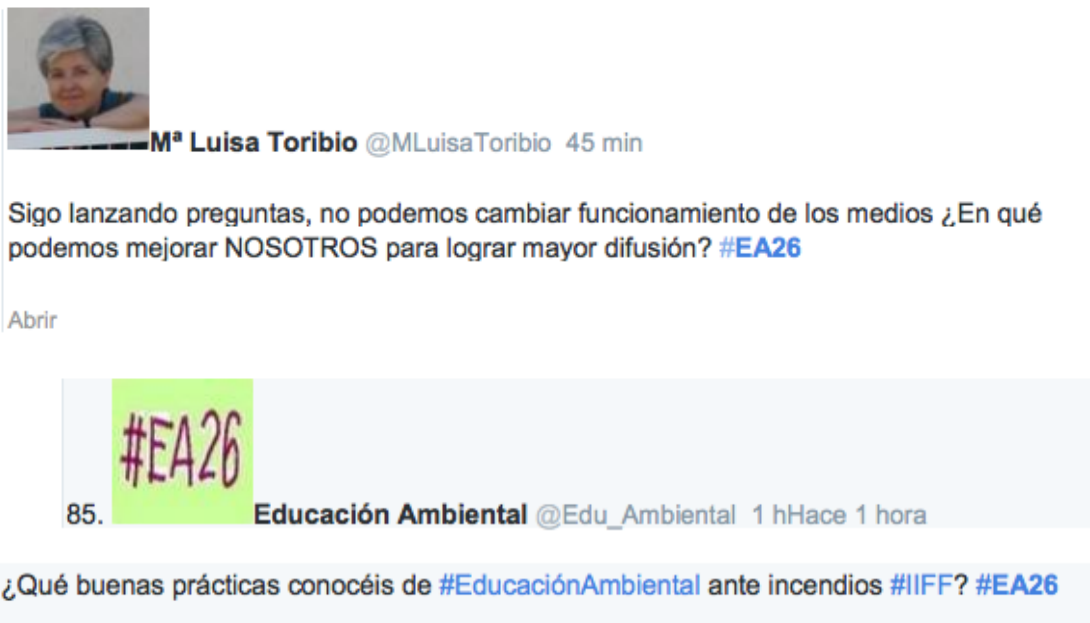 Mª Luisa Toribio @MLuisaToribio 45 min
Sigo lanzando preguntas, no podemos cambiar funcionamiento de los medios ¿En qué
podemos mejorar NOSOTROS para lograr mayor difusión? #EA26
Abrir
#EA26
85. Educación Ambiental @Edu_Ambiental 1 hHace 1 hora
¿Qué buenas prácticas conocéis de #EducaciónAmbiental ante incendios #IIFF? #EA26